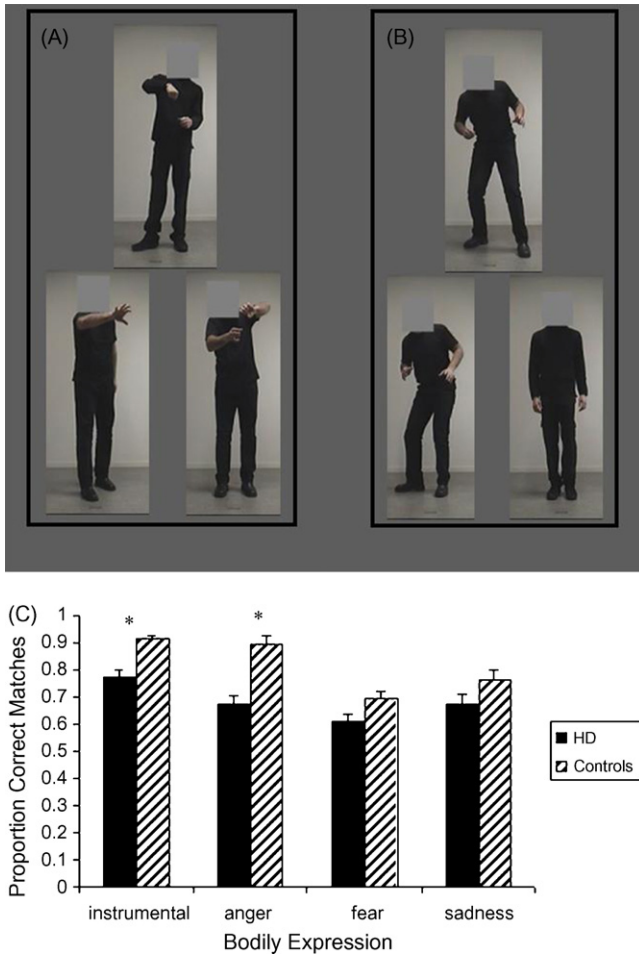 (A)
(B)
(C)
Proportion Correct Matches
1
0.9
0.8
0.7
0.6
0.5
0.4
0.3
0.2
0.1
0
*
*
HD
Controls
instrumental anger fear sadness
Bodily Expression